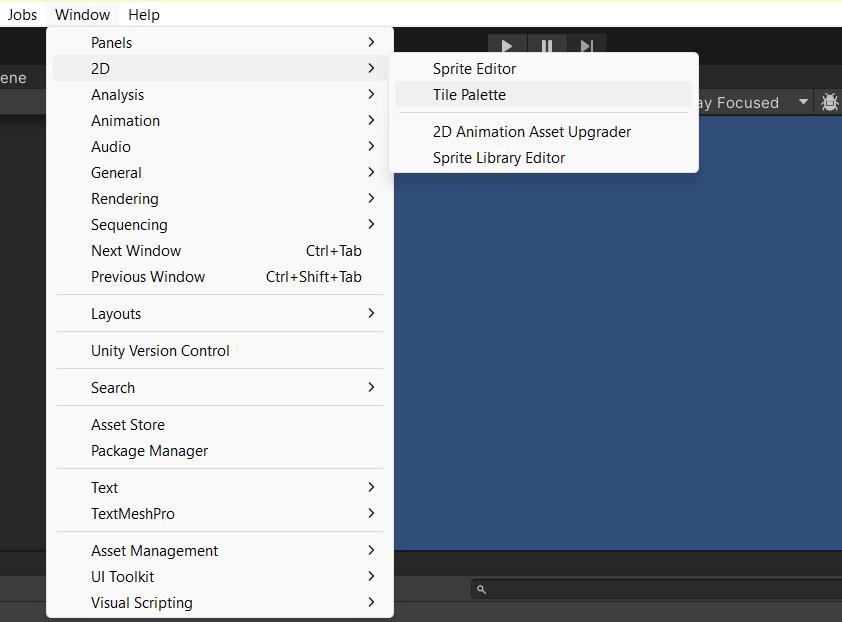 Jobs Window Help
Panels
2D
Analysis
Animation
Audio
General
Rendering
Sequencing
Next Window Ctrl+Tab
Previous Window Ctrl+Shift+Tab
Layouts
Unity Version Control
Search
Asset Store
Package Manager
Text
TextMeshPro
Asset Management
UI Toolkit
Visual Scripting
Sprite Editor
Tile Palette
2D Animation Asset Upgrader
Sprite Library Editor
ene
ay Focused